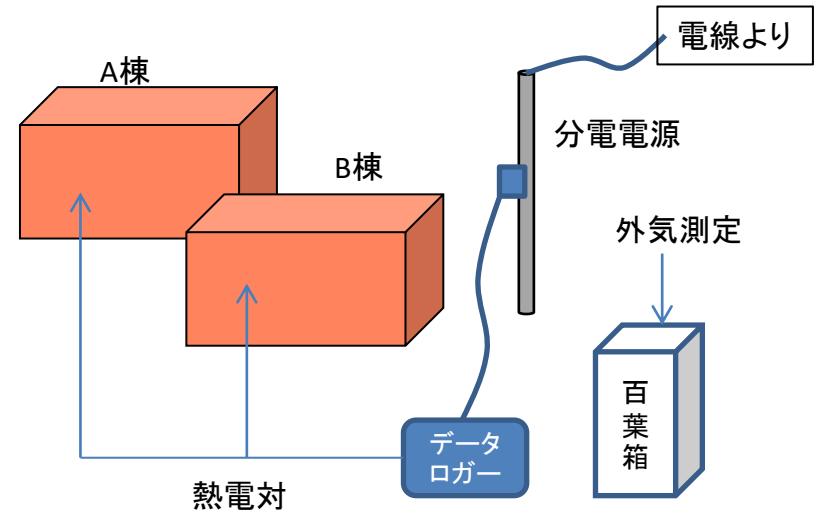 電線より
A棟
分電電源
B棟
外気測定
百葉箱
データ
ロガー
熱電対